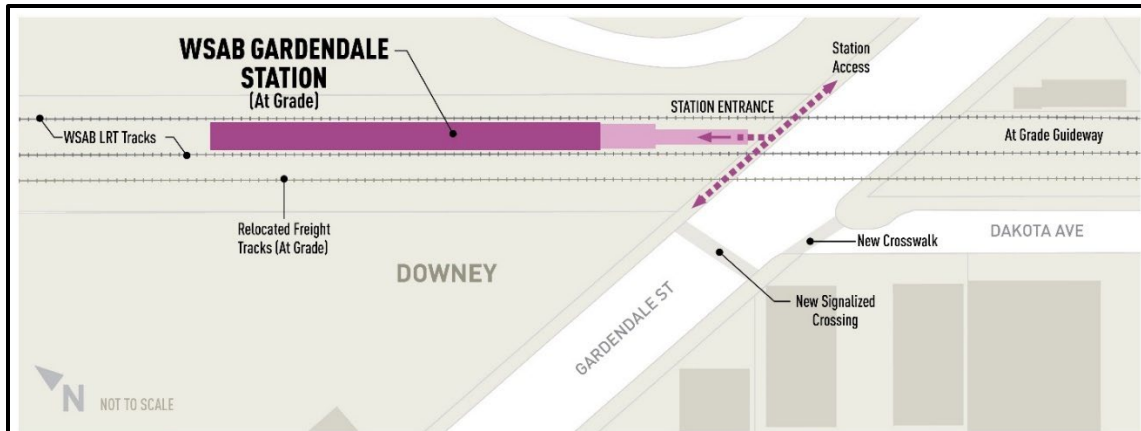 WSAB GARDENDALE
STATION
(At Grade)
Station
Access
STATION ENTRANCE
WSAB LRT Tracks
At Grade Guideway
Relocated Freight
Tracks (At Grade)
DOWNEY
New Crosswalk
DAKOTA AVE
New Signalized
Crossing
GARDENDALE ST
N
NOT TO SCALE